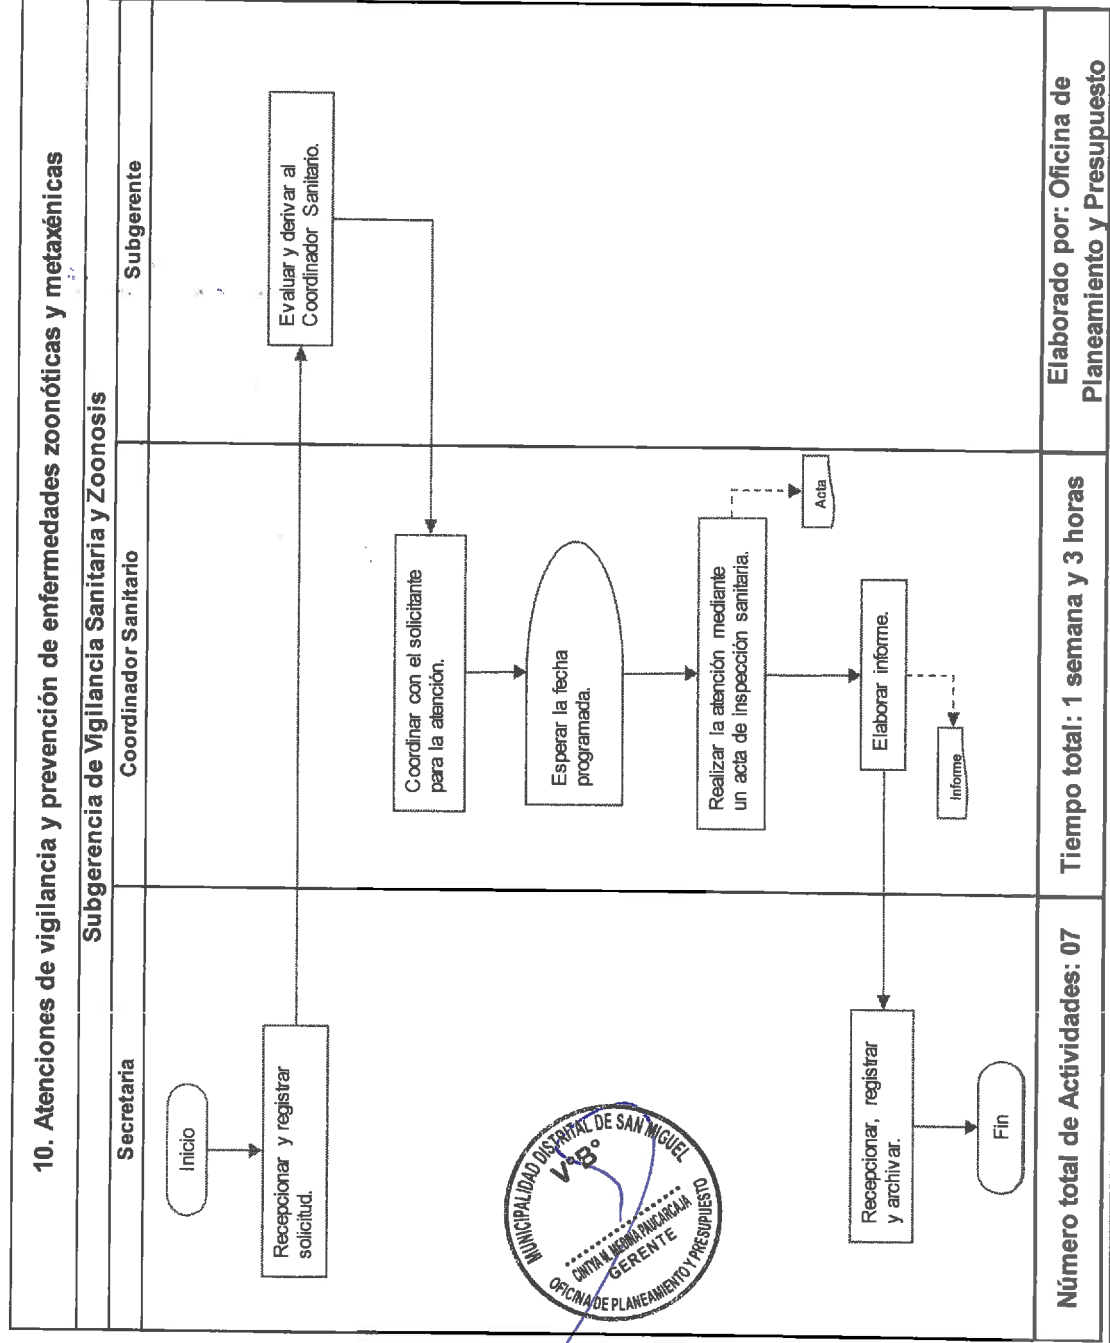 10. Atenciones de vigilancia y prevención de enfermedades zoonóticas y metaxénicas
Subgerencia de Vigilancia Sanitaria y Zoonosis
Secretaria
Coordinador Sanitario
Subgerente
Inicio
Recepcionar y registrar
solicitud.
Evaluar y derivar al
Coordinador Sanitario.
Coordinar con el solicitante
para la atención.
Esperar la fecha
programada.
Realizar la atención mediante
un acta de inspección sanitaria.
Acta
Elaborar informe.
Informe
Recepcionar, registrar
y archivar.
Fin
MUNICIPALIDAD DISTRITAL DE SAN MIGUEL
V°B°
CINTYA M. MEDINA PAUCARCAJA
GERENTE
OFICINA DE PLANEAMIENTO Y PRESUPUESTO
Número total de Actividades: 07
Tiempo total: 1 semana y 3 horas
Elaborado por: Oficina de
Planeamiento y Presupuesto